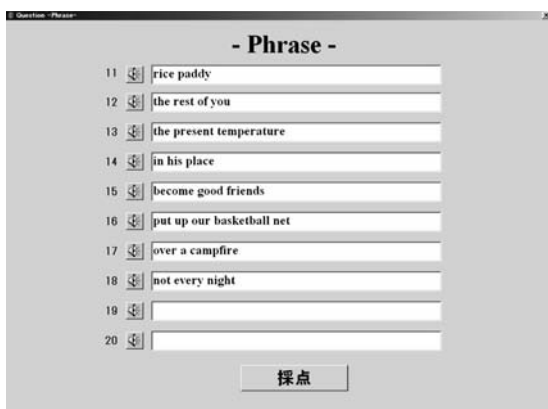 Question -Phrase-
- Phrase -
11 rice paddy
12 the rest of you
13 the present temperature
14 in his place
15 become good friends
16 put up our basketball net
17 over a campfire
18 not every night
19
20
採点